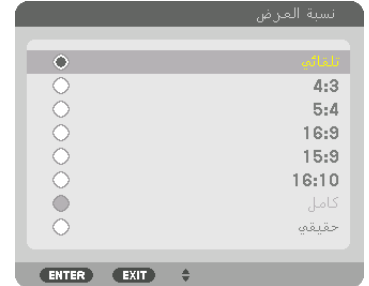 نسبة العرض
تلقائي
4:3
5:4
16:9
15:9
16:10
كامل
حقيقي
ENTER EXIT